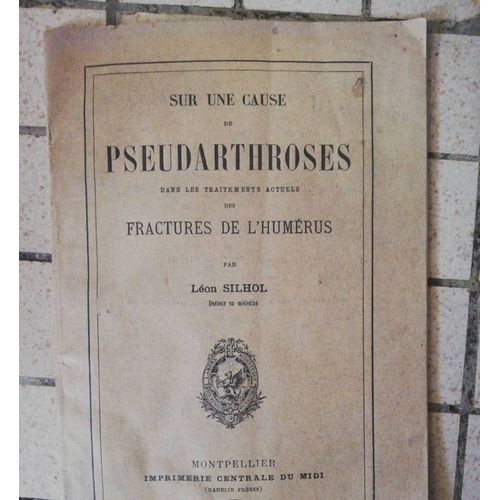 SUR UNE CAUSE
DE
PSEUDARTHROSES
DANS LES TRAITEMENTS ACTUELS
DES
FRACTURES DE L'HUMÉRUS
PAR
Léon SILHOL
Docteur en médecine
MONTPELLIER
IMPRIMERIE CENTRALE DU MIDI
(HAMELIN FRÈRES)